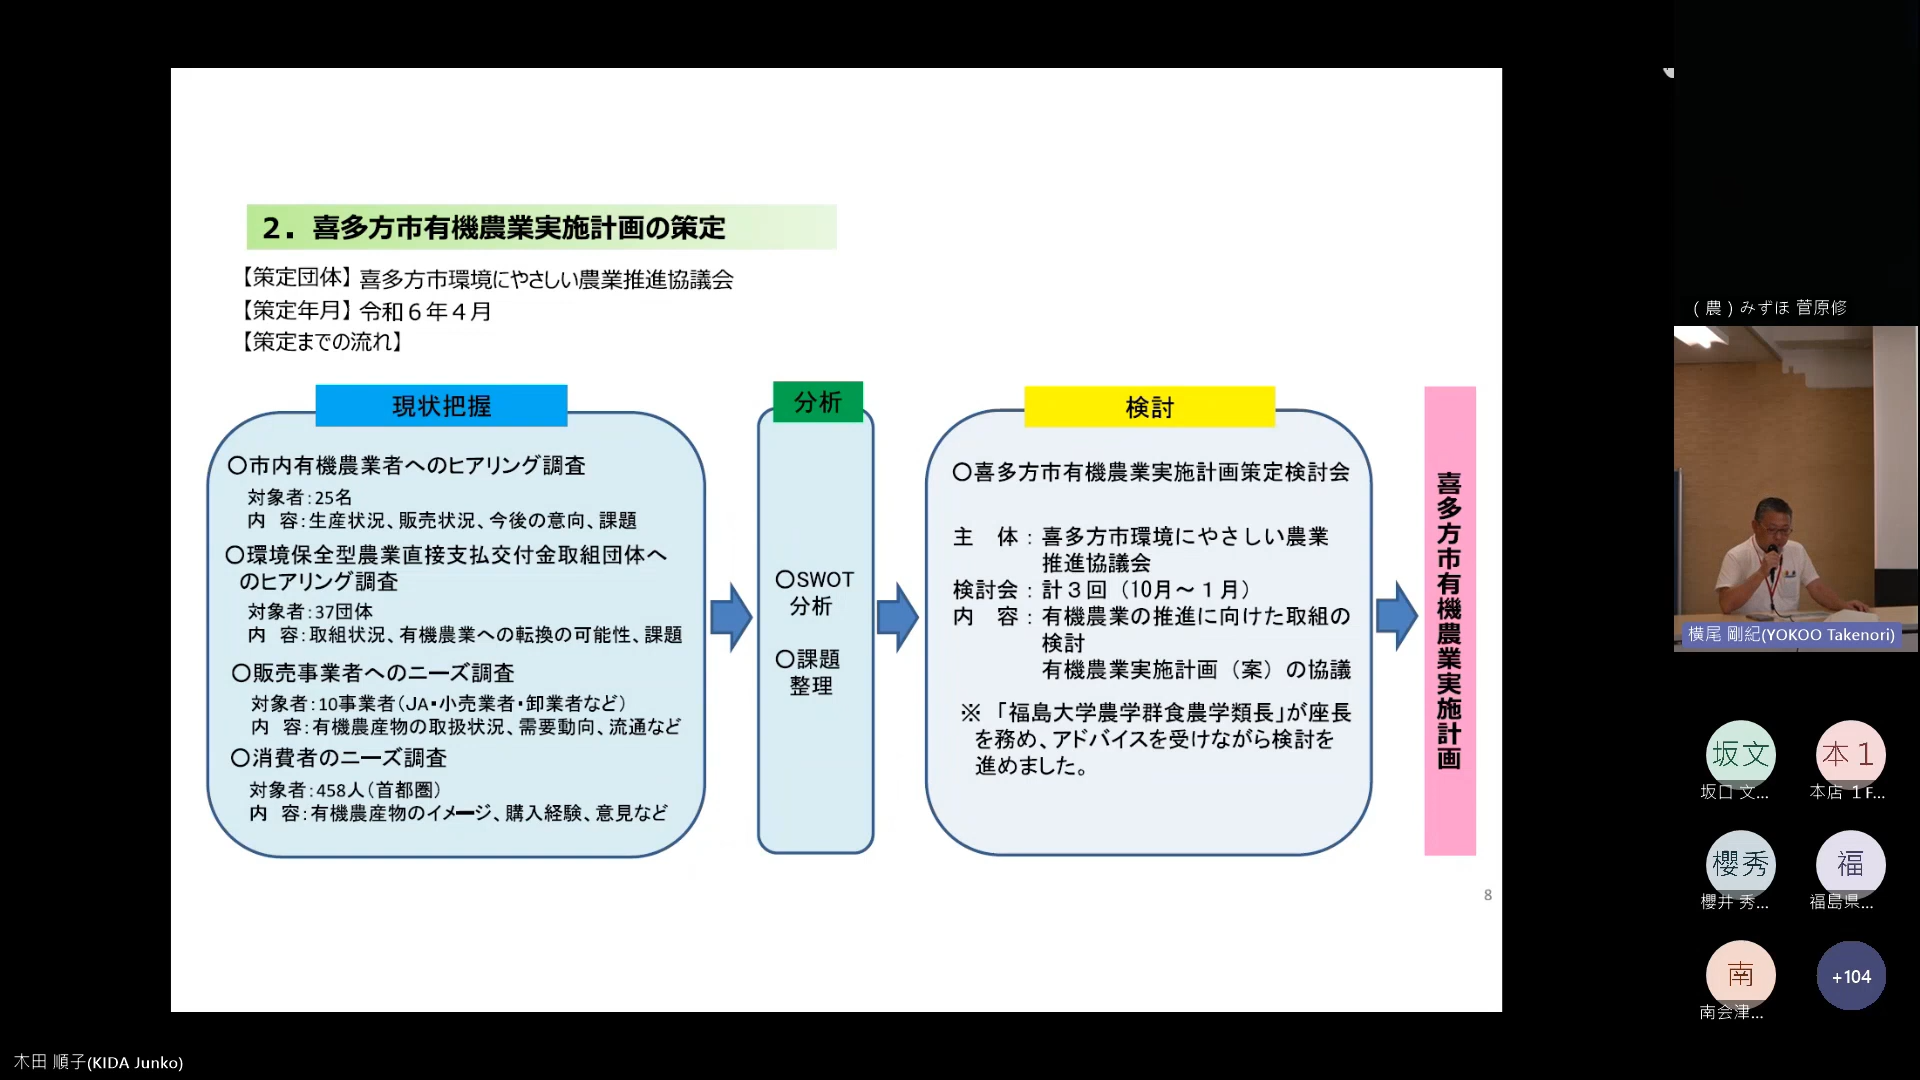 ２．喜多方市有機農業実施計画の策定
【策定団体】喜多方市環境にやさしい農業推進協議会
【策定年月】令和６年４月
【策定までの流れ】
現状把握
〇市内有機農業者へのヒアリング調査
対象者：25名
内　容：生産状況、販売状況、今後の意向、課題
〇環境保全型農業直接支払交付金取組団体へ
のヒアリング調査
対象者：37団体
内　容：取組状況、有機農業への転換の可能性、課題
〇販売事業者へのニーズ調査
対象者：10事業者（JA・小売業者・卸業者など）
内　容：有機農産物の取扱状況、需要動向、流通など
〇消費者のニーズ調査
対象者：458人（首都圏）
内　容：有機農産物のイメージ、購入経験、意見など
分析
〇SWOT
分析
〇課題
整理
検討
〇喜多方市有機農業実施計画策定検討会
主　体：喜多方市環境にやさしい農業
推進協議会
検討会：計３回（10月～１月）
内　容：有機農業の推進に向けた取組の
検討
有機農業実施計画（案）の協議
※「福島大学農学群食農学類長」が座長
を務め、アドバイスを受けながら検討を
進めました。
喜多方市有機農業実施計画
8
(農)みずほ 菅原修
横尾 剛紀(YOKOO Takenori)
坂文
坂口 文...
本１
本店 １F...
櫻秀
櫻井 秀...
福
福島県...
南
南会津...
+104
木田 順子(KIDA Junko)